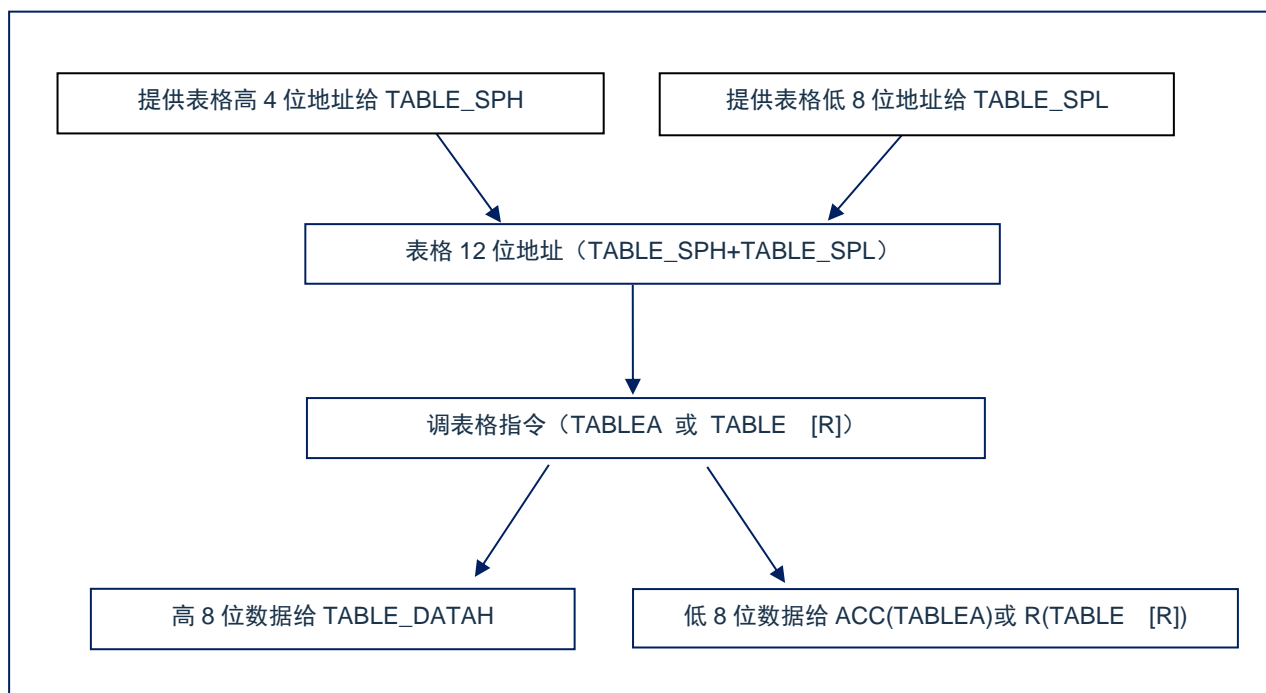 提供表格高 4 位地址给 TABLE_SPH
提供表格低 8 位地址给 TABLE_SPL
表格 12 位地址（TABLE_SPH+TABLE_SPL）
调表格指令（TABLEA 或 TABLE [R]）
高 8 位数据给 TABLE_DATAH
低 8 位数据给 ACC(TABLEA)或 R(TABLE [R])